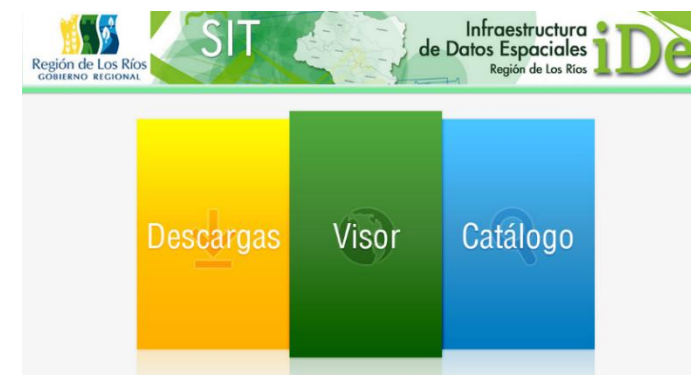 Región de Los Ríos
GOBIERNO REGIONAL
SIT
Infraestructura
de Datos Espaciales
Región de Los Ríos
iDe
Descargas
Visor
Catálogo